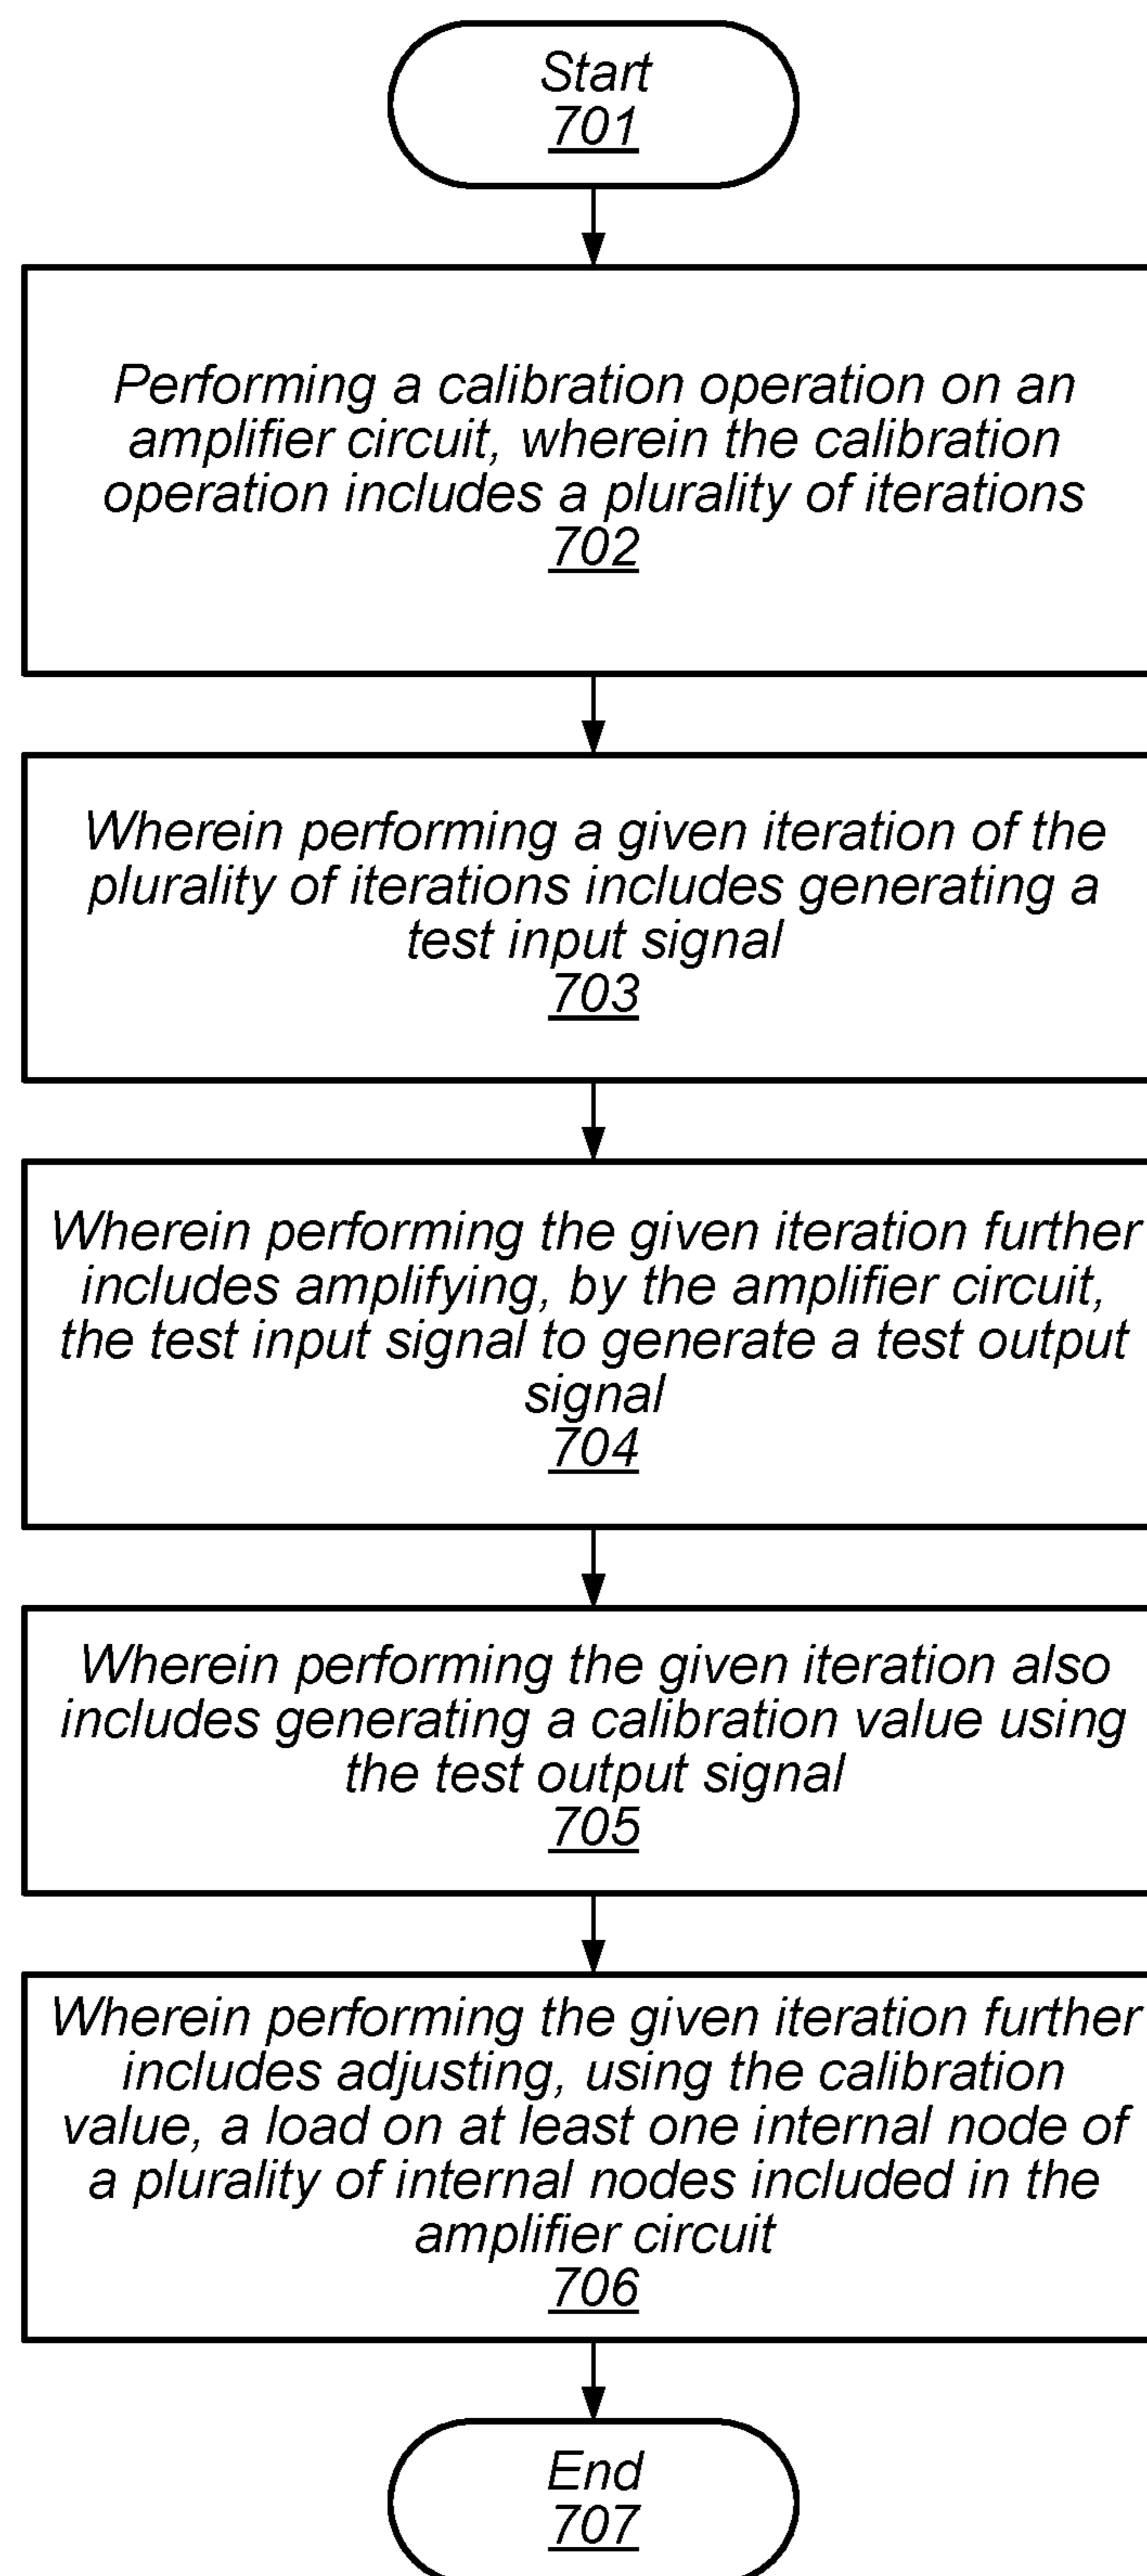 Start
701
Performing a calibration operation on an
amplifier circuit, wherein the calibration
operation includes a plurality of iterations
702
Wherein performing a given iteration of the
plurality of iterations includes generating a
test input signal
703
Wherein performing the given iteration further
includes amplifying, by the amplifier circuit,
the test input signal to generate a test output
signal
704
Wherein performing the given iteration also
includes generating a calibration value using
the test output signal
705
Wherein performing the given iteration further
includes adjusting, using the calibration
value, a load on at least one internal node of
a plurality of internal nodes included in the
amplifier circuit
706
End
707